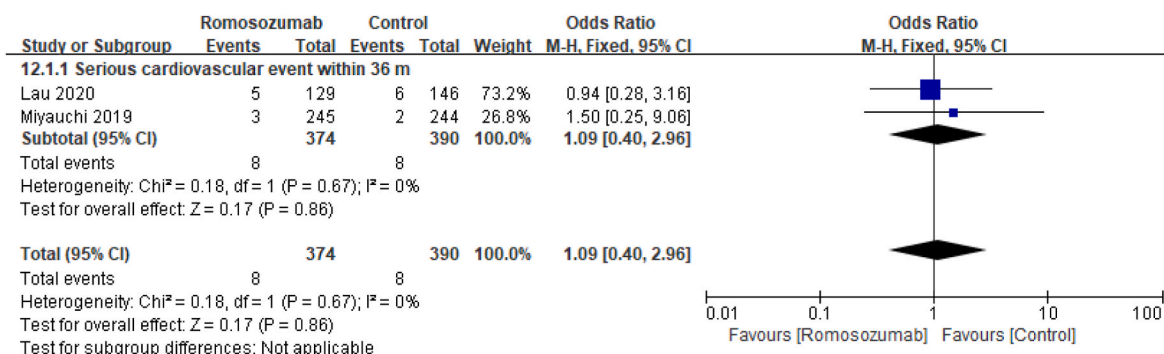 Romosozumab Control Odds Ratio Odds Ratio
Study or Subgroup Events Total Events Total Weight M-H, Fixed, 95% CI M-H, Fixed, 95% CI
12.1.1 Serious cardiovascular event within 36 m
Lau 2020 5 129 6 146 73.2% 0.94 [0.28, 3.16]
Miyauchi 2019 3 245 2 244 26.8% 1.50 [0.25, 9.06]
Subtotal (95% CI) 374 390 100.0% 1.09 [0.40, 2.96]
Total events 8 8
Heterogeneity: Chi² = 0.18, df = 1 (P = 0.67); I² = 0%
Test for overall effect: Z = 0.17 (P = 0.86)
Total (95% CI) 374 390 100.0% 1.09 [0.40, 2.96]
Total events 8 8
Heterogeneity: Chi² = 0.18, df = 1 (P = 0.67); I² = 0%
Test for overall effect: Z = 0.17 (P = 0.86)
Test for subgroup differences: Not applicable
0.01 0.1 1 10 100
Favours [Romosozumab] Favours [Control]